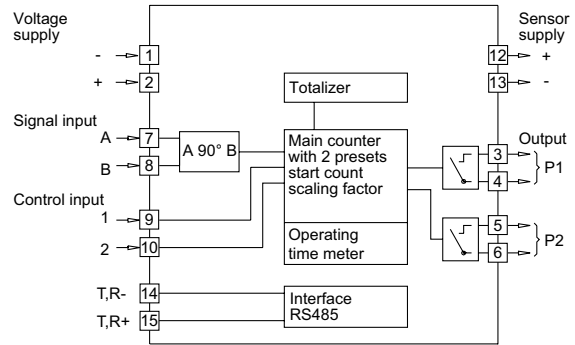 Voltage supply
- 1
+ 2
Signal input
A 7
B 8
A 90° B
Control input
1 9
2 10
T,R- 14
T,R+ 15
Totalizer
Main counter
with 2 presets
start count
scaling factor
Operating
time meter
Interface
RS485
Sensor
supply
12 +
13 -
Output
3
4
P1
5
6
P2